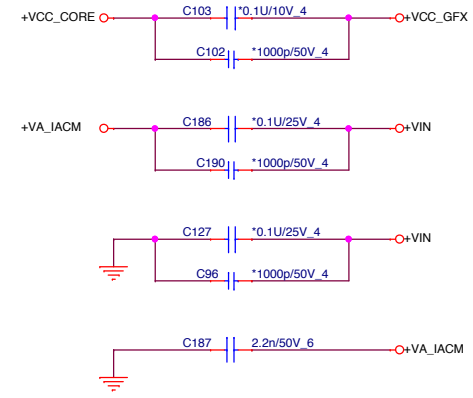 +VCC_CORE C103 *0.1U/10V_4 +VCC_GFX
C102 *1000p/50V_4
+VA_IACM C186 *0.1U/25V_4 +VIN
C190 *1000p/50V_4
C127 *0.1U/25V_4 +VIN
C96 *1000p/50V_4
C187 2.2n/50V_6 +VA_IACM